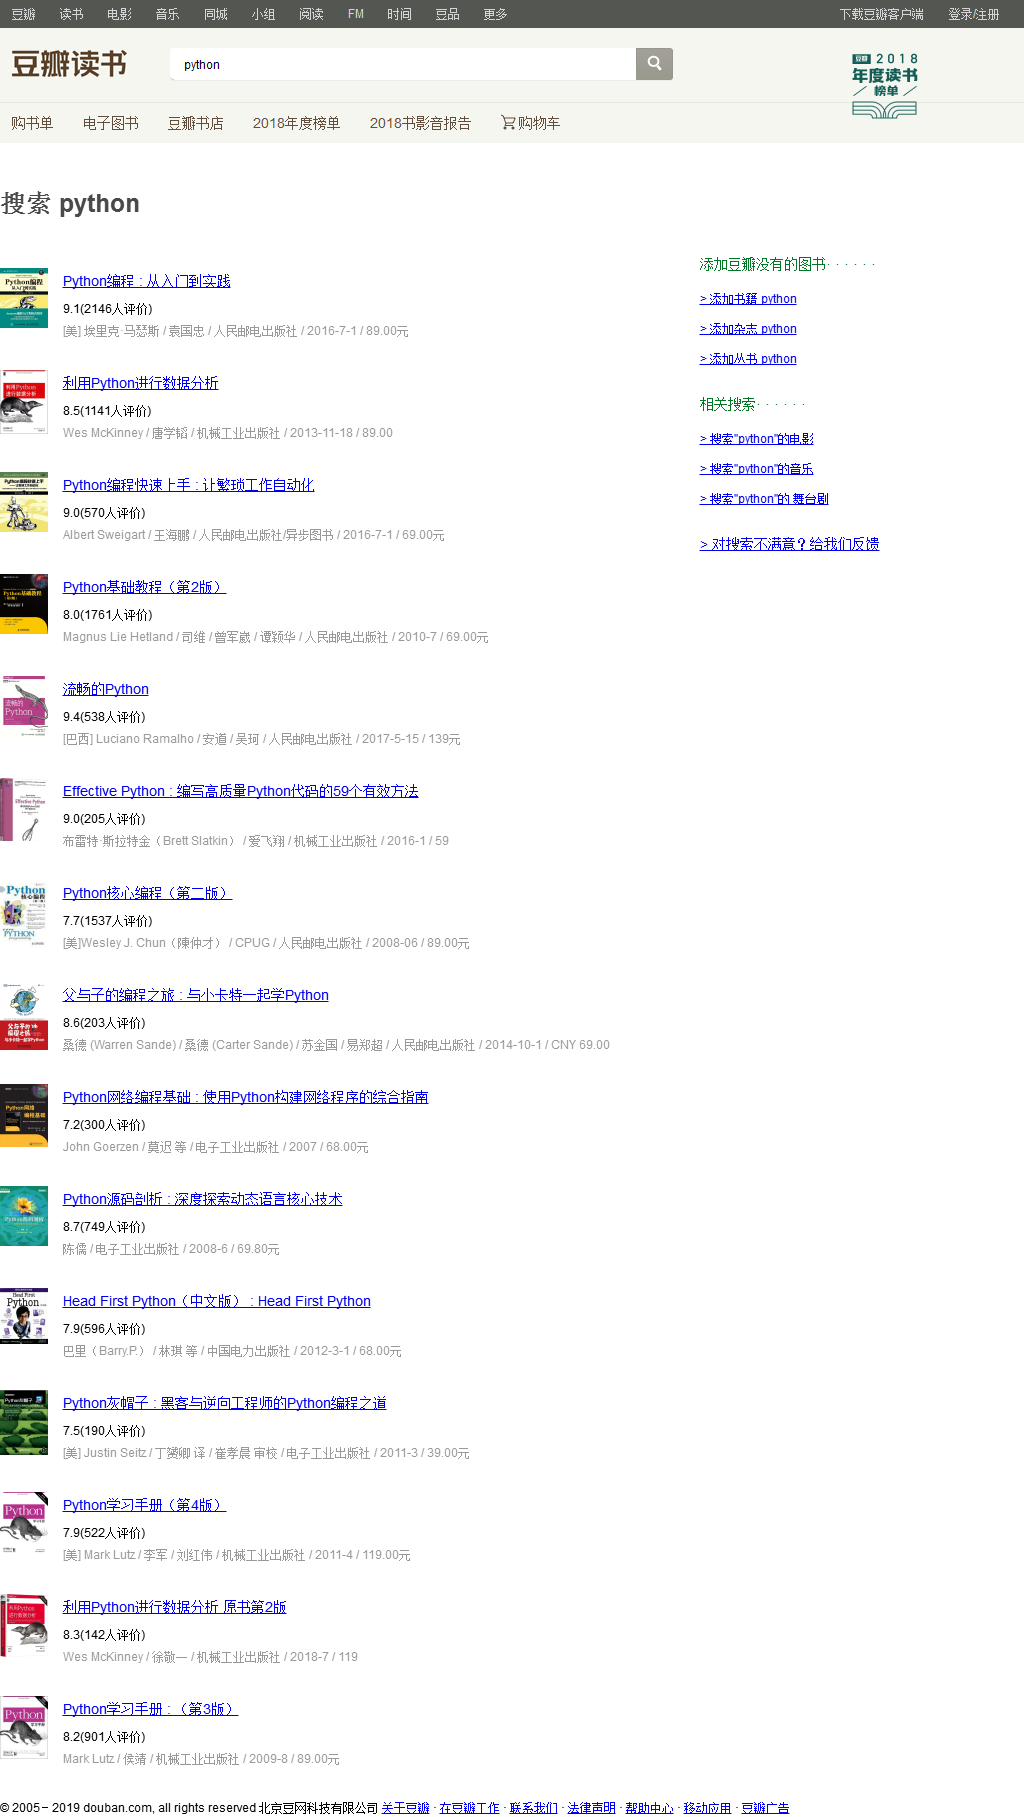 豆瓣 读书 电影 音乐 同城 小组 阅读 FM 时间 豆品 更多 下载豆瓣客户端 登录/注册
豆瓣读书 python 豆瓣 2018
年度读书
榜单
购书单 电子图书 豆瓣书店 2018年度榜单 2018书影音报告 购物车
搜索 python
Python编程 : 从入门到实践
9.1(2146人评价)
[美] 埃里克·马瑟斯 / 袁国忠 / 人民邮电出版社 / 2016-7-1 / 89.00元
利用Python进行数据分析
8.5(1141人评价)
Wes McKinney / 唐学韬 / 机械工业出版社 / 2013-11-18 / 89.00
Python编程快速上手 : 让繁琐工作自动化
9.0(570人评价)
Albert Sweigart / 王海鹏 / 人民邮电出版社/异步图书 / 2016-7-1 / 69.00元
Python基础教程（第2版）
8.0(1761人评价)
Magnus Lie Hetland / 司维 / 曾军崴 / 谭颖华 / 人民邮电出版社 / 2010-7 / 69.00元
流畅的Python
9.4(538人评价)
[巴西] Luciano Ramalho / 安道 / 吴珂 / 人民邮电出版社 / 2017-5-15 / 139元
Effective Python : 编写高质量Python代码的59个有效方法
9.0(205人评价)
布雷特·斯拉特金（Brett Slatkin） / 爱飞翔 / 机械工业出版社 / 2016-1 / 59
Python核心编程（第二版）
7.7(1537人评价)
[美]Wesley J. Chun（陳仲才） / CPUG / 人民邮电出版社 / 2008-06 / 89.00元
父与子的编程之旅 : 与小卡特一起学Python
8.6(203人评价)
桑德 (Warren Sande) / 桑德 (Carter Sande) / 苏金国 / 易郑超 / 人民邮电出版社 / 2014-10-1 / CNY 69.00
Python网络编程基础 : 使用Python构建网络程序的综合指南
7.2(300人评价)
John Goerzen / 莫迟 等 / 电子工业出版社 / 2007 / 68.00元
Python源码剖析 : 深度探索动态语言核心技术
8.7(749人评价)
陈儒 / 电子工业出版社 / 2008-6 / 69.80元
Head First Python（中文版） : Head First Python
7.9(596人评价)
巴里（Barry.P.） / 林琪 等 / 中国电力出版社 / 2012-3-1 / 68.00元
Python灰帽子 : 黑客与逆向工程师的Python编程之道
7.5(190人评价)
[美] Justin Seitz / 丁赟卿 译 / 崔孝晨 审校 / 电子工业出版社 / 2011-3 / 39.00元
Python学习手册（第4版）
7.9(522人评价)
[美] Mark Lutz / 李军 / 刘红伟 / 机械工业出版社 / 2011-4 / 119.00元
利用Python进行数据分析 原书第2版
8.3(142人评价)
Wes McKinney / 徐敬一 / 机械工业出版社 / 2018-7 / 119
Python学习手册 : （第3版）
8.2(901人评价)
Mark Lutz / 侯靖 / 机械工业出版社 / 2009-8 / 89.00元
添加豆瓣没有的图书· · · · · ·
> 添加书籍 python
> 添加杂志 python
> 添加丛书 python
相关搜索· · · · · ·
> 搜索"python"的电影
> 搜索"python"的音乐
> 搜索"python"的 舞台剧
> 对搜索不满意？给我们反馈
© 2005－2019 douban.com, all rights reserved 北京豆网科技有限公司 关于豆瓣 · 在豆瓣工作 · 联系我们 · 法律声明 · 帮助中心 · 移动应用 · 豆瓣广告